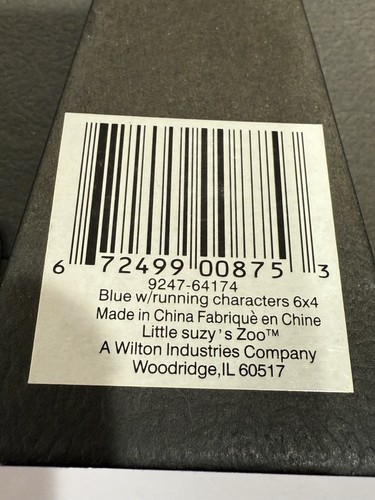 6 72499 00875 3
9247-64174
Blue w/running characters 6x4
Made in China Fabriquè en Chine
Little suzy's Zoo™
A Wilton Industries Company
Woodridge,IL 60517